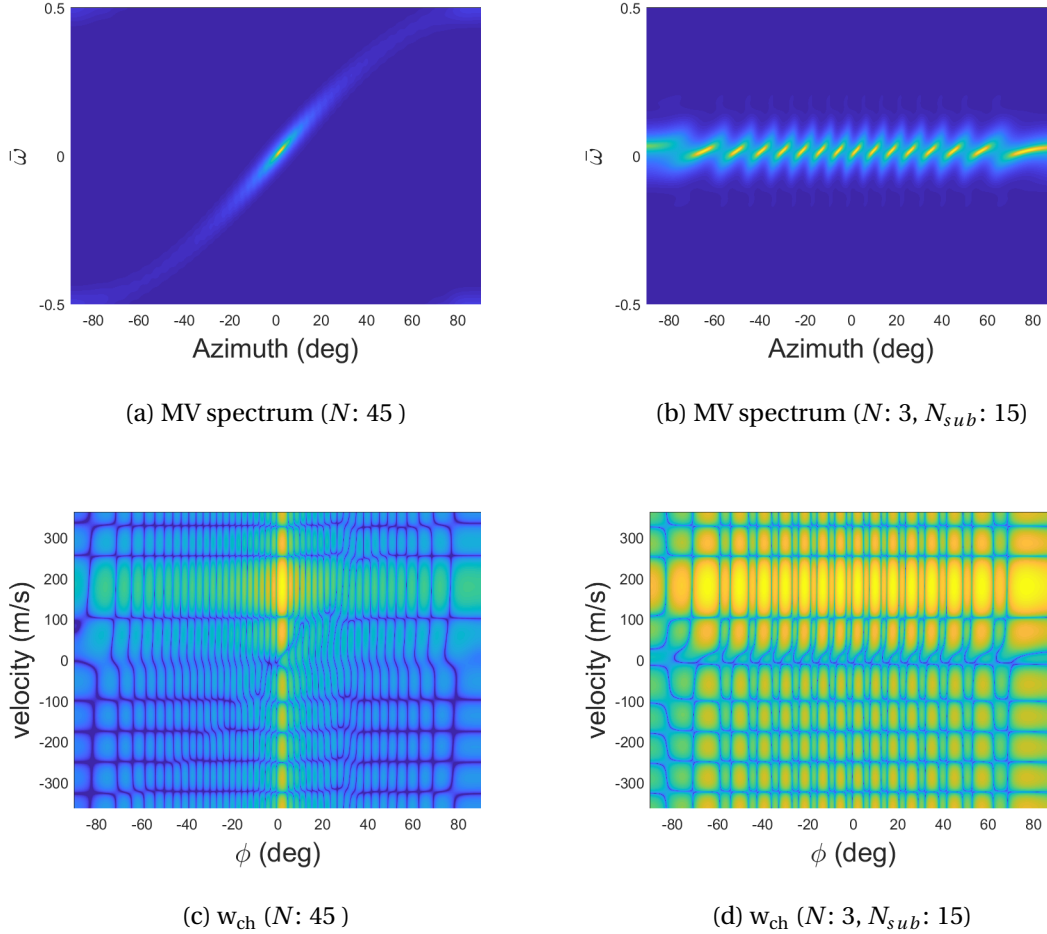 0.5
0
-0.5
ω̄
-80 -60 -40 -20 0 20 40 60 80
Azimuth (deg)
(a) MV spectrum (N: 45 )
0.5
0
-0.5
ω̄
-80 -60 -40 -20 0 20 40 60 80
Azimuth (deg)
(b) MV spectrum (N: 3, Nsub: 15)
300
200
100
0
-100
-200
-300
velocity (m/s)
-80 -60 -40 -20 0 20 40 60 80
ϕ (deg)
(c) wch (N: 45 )
300
200
100
0
-100
-200
-300
velocity (m/s)
-80 -60 -40 -20 0 20 40 60 80
ϕ (deg)
(d) wch (N: 3, Nsub: 15)